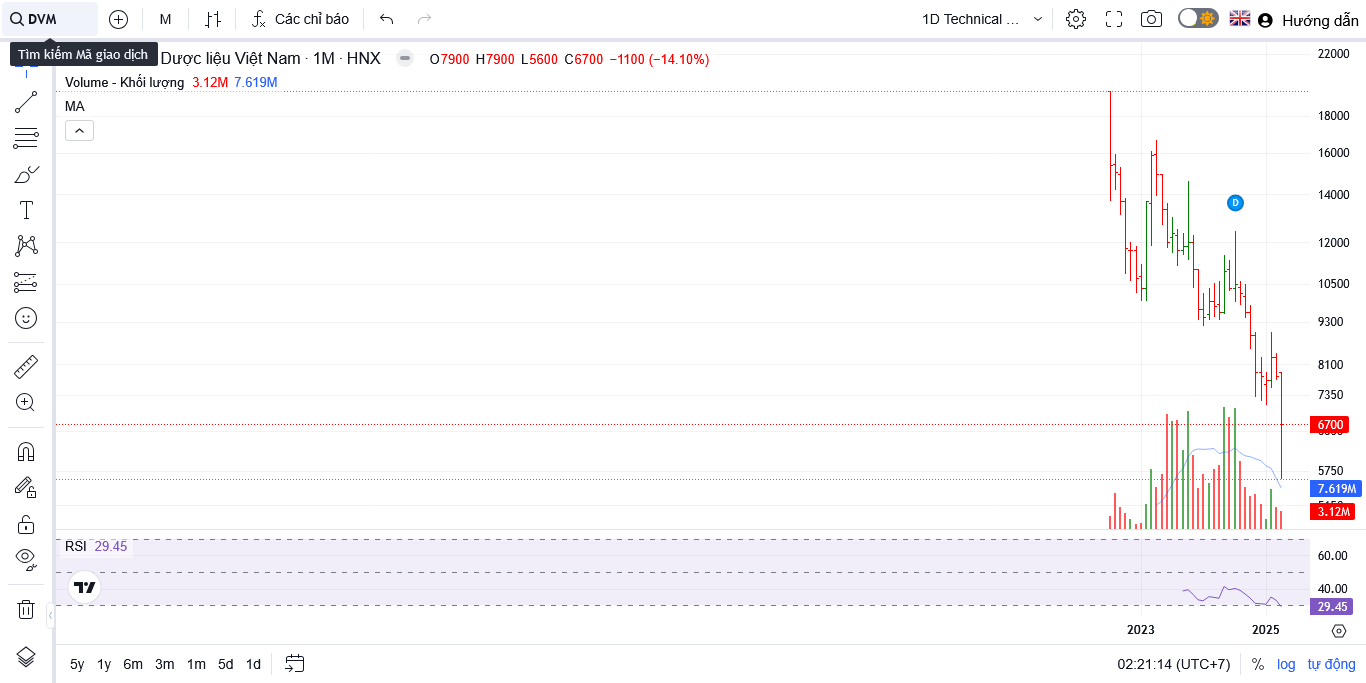 DVM
M
Các chỉ báo
1D Technical ...
Hướng dẫn
Tìm kiếm Mã giao dịch
Dược liệu Việt Nam · 1M · HNX
O7900 H7900 L5600 C6700 −1100 (−14.10%)
Volume - Khối lượng 3.12M 7.619M
MA
22000
18000
16000
14000
D
12000
10500
9300
8100
7350
6700
5750
7.619M
3.12M
RSI 29.45
60.00
40.00
29.45
2023
2025
5y 1y 6m 3m 1m 5d 1d
02:21:14 (UTC+7)
% log tự động